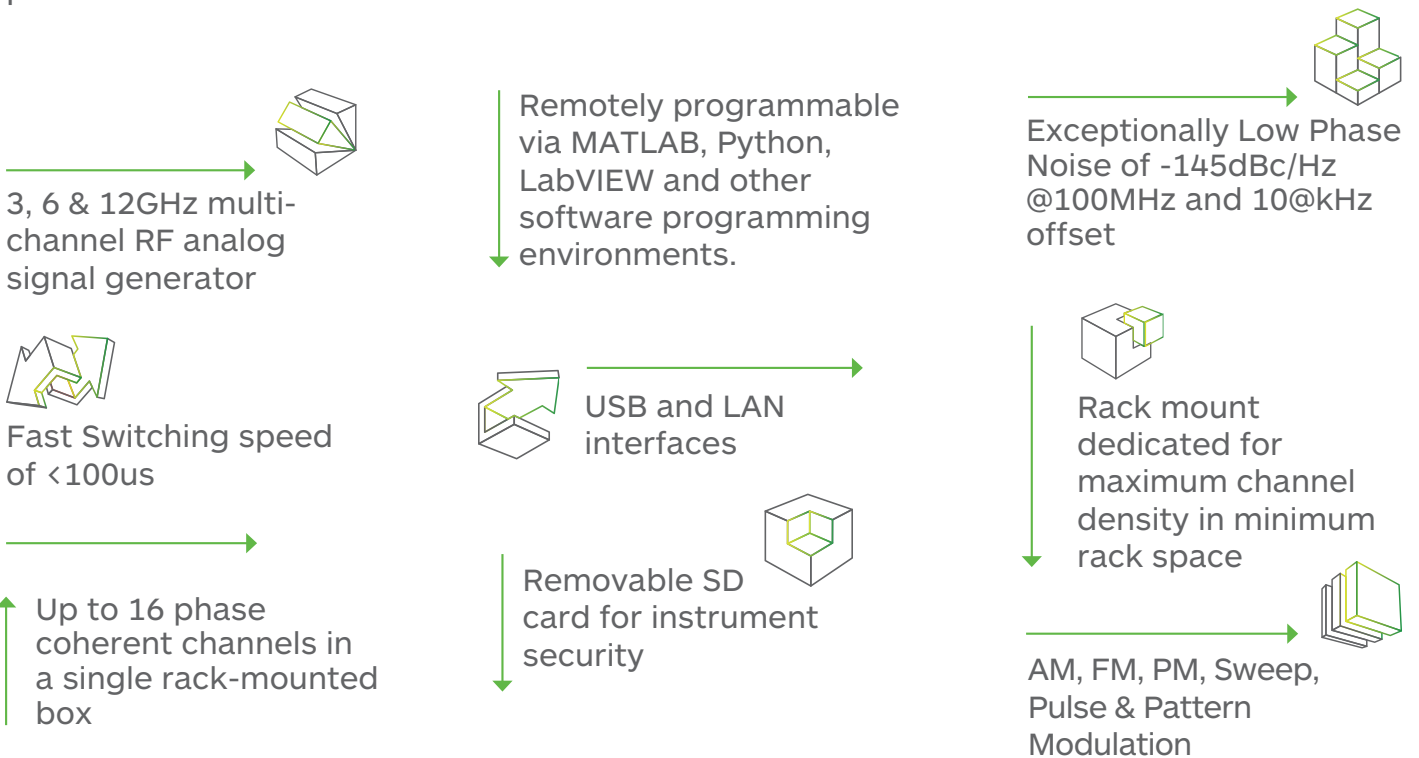 3, 6 & 12GHz multi-
channel RF analog
signal generator
Fast Switching speed
of <100us
Up to 16 phase
coherent channels in
a single rack-mounted
box
Remotely programmable
via MATLAB, Python,
LabVIEW and other
software programming
environments.
USB and LAN
interfaces
Removable SD
card for instrument
security
Exceptionally Low Phase
Noise of -145dBc/Hz
@100MHz and 10@kHz
offset
Rack mount
dedicated for
maximum channel
density in minimum
rack space
AM, FM, PM, Sweep,
Pulse & Pattern
Modulation